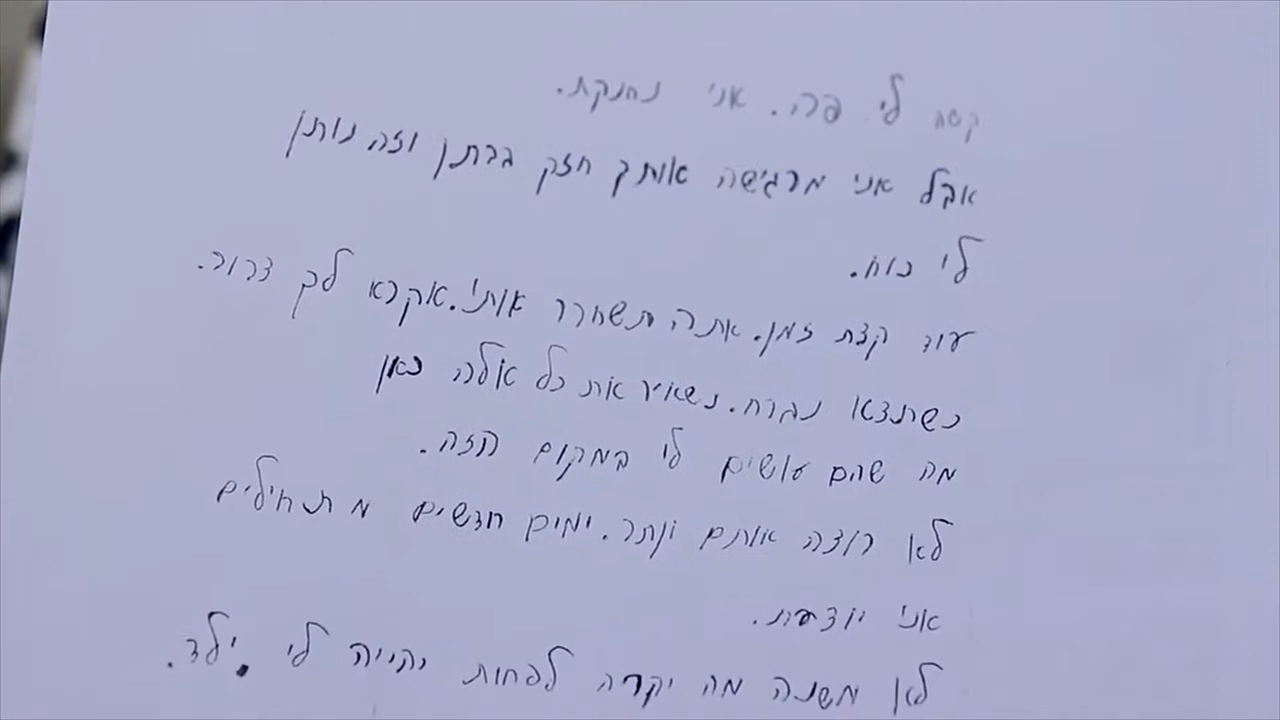 קשה לי פה. אני נחנקת.
אבל אני מרגישה אותך חזק בבתן וזה נותן
לי כוח.
עוד קצת זמן. אתה תשחרר אותי. אקרא לך דרור.
כשתצא נברח. נשאיר את כל אלה כאן
מה שהם עושים לי במקום הזה.
לא רוצה אותם יותר. ימים חדשים מתחילים
אני יודעת.
לא משנה מה יקרה לפחות יהייה לי ילד.